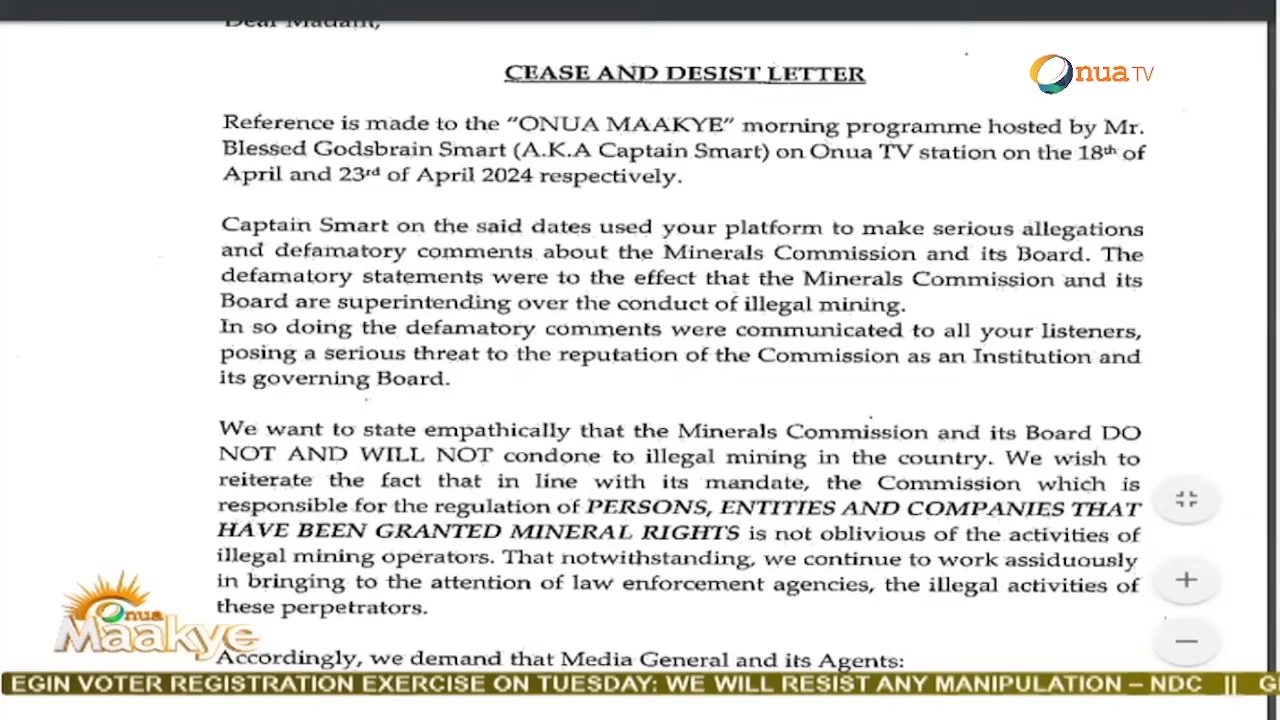 Dear Madam,
CEASE AND DESIST LETTER
Onua TV
Reference is made to the “ONUA MAAKYE” morning programme hosted by Mr.
Blessed Godsbrain Smart (A.K.A Captain Smart) on Onua TV station on the 18th of
April and 23rd of April 2024 respectively.
Captain Smart on the said dates used your platform to make serious allegations
and defamatory comments about the Minerals Commission and its Board. The
defamatory statements were to the effect that the Minerals Commission and its
Board are superintending over the conduct of illegal mining.
In so doing the defamatory comments were communicated to all your listeners,
posing a serious threat to the reputation of the Commission as an Institution and
its governing Board.
We want to state empathically that the Minerals Commission and its Board DO
NOT AND WILL NOT condone to illegal mining in the country. We wish to
reiterate the fact that in line with its mandate, the Commission which is
responsible for the regulation of PERSONS, ENTITIES AND COMPANIES THAT
HAVE BEEN GRANTED MINERAL RIGHTS is not oblivious of the activities of
illegal mining operators. That notwithstanding, we continue to work assiduously
in bringing to the attention of law enforcement agencies, the illegal activities of
these perpetrators.
Onua
Maakye
Accordingly, we demand that Media General and its Agents:
EGIN VOTER REGISTRATION EXERCISE ON TUESDAY: WE WILL RESIST ANY MANIPULATION – NDC || G